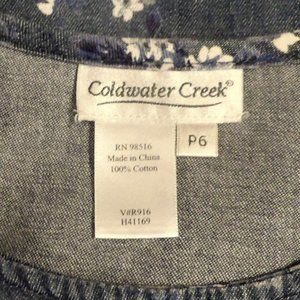 Coldwater Creek®
P6
RN 98516
Made in China
100% Cotton
V#R916
H41169